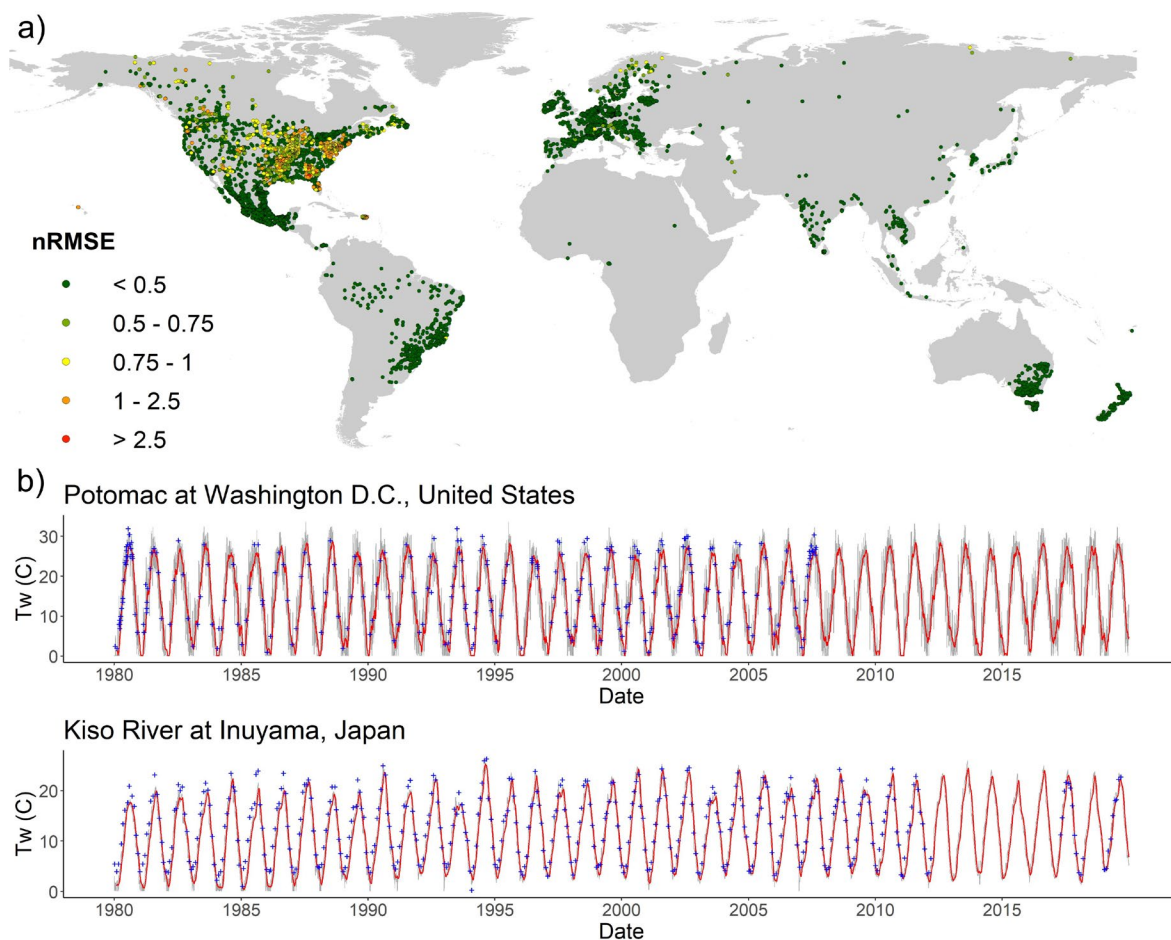 a)
nRMSE
< 0.5
0.5 - 0.75
0.75 - 1
1 - 2.5
> 2.5
b)
Potomac at Washington D.C., United States
Tw (C)
30
20
10
0
1980 1985 1990 1995 2000 2005 2010 2015
Date
Kiso River at Inuyama, Japan
Tw (C)
20
10
0
1980 1985 1990 1995 2000 2005 2010 2015
Date